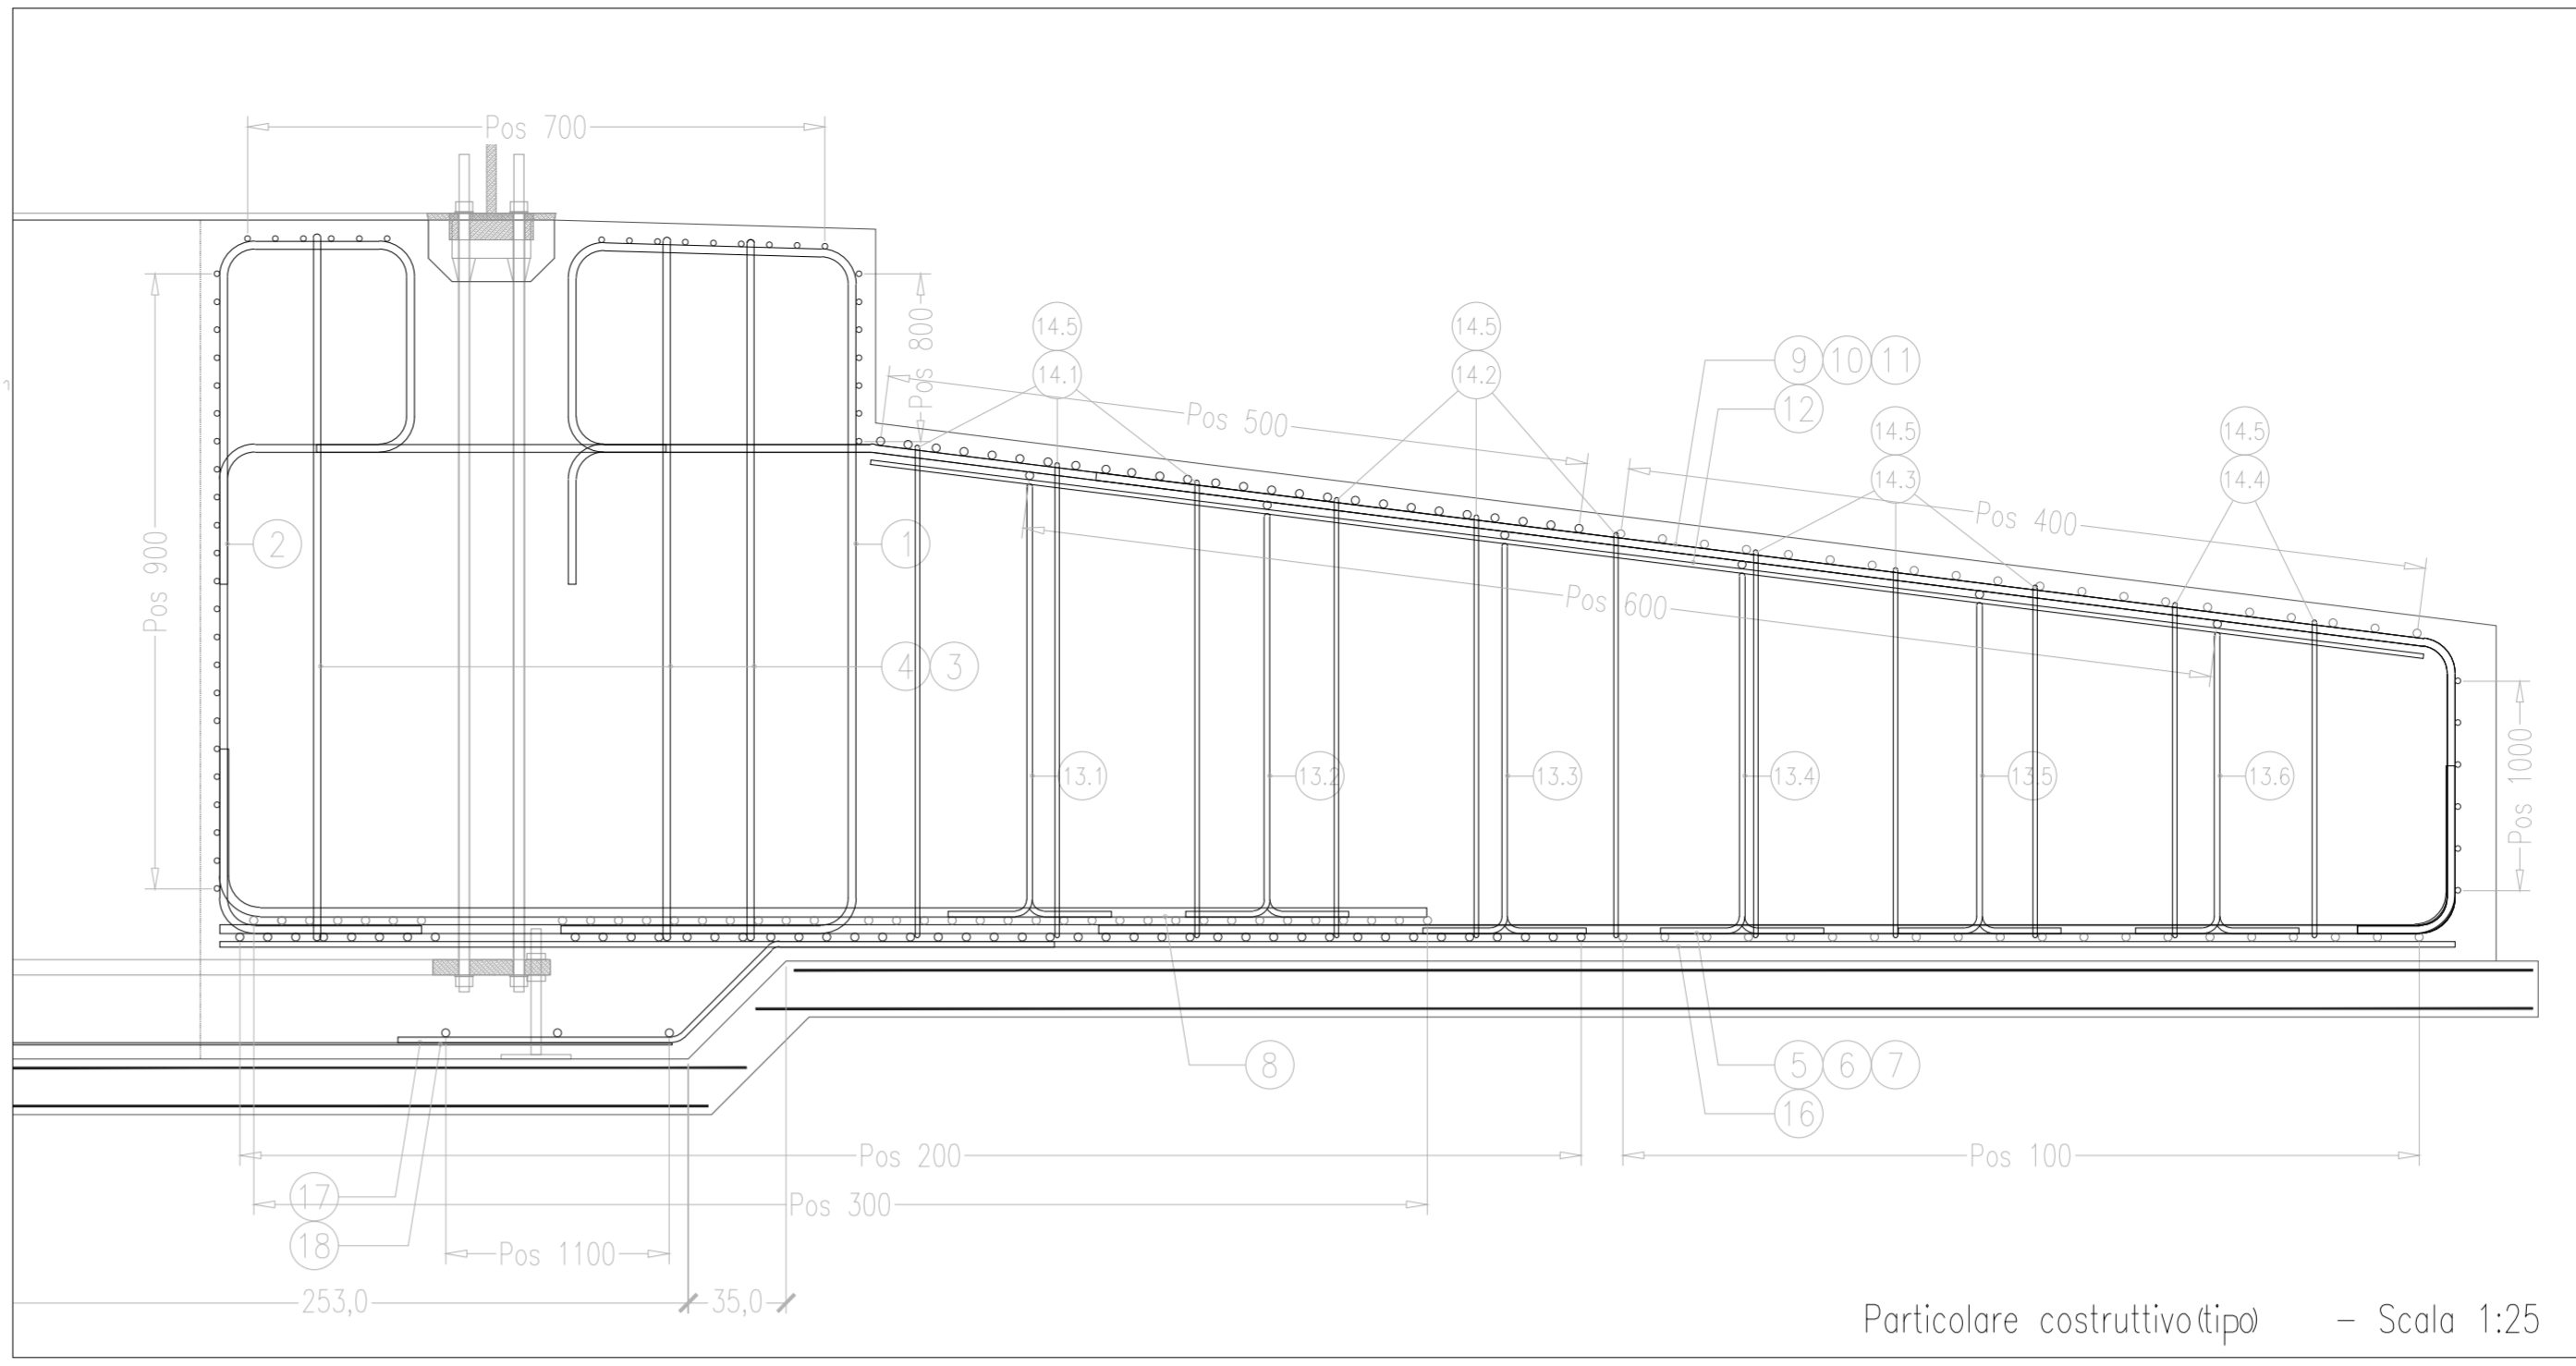 Pos 700
14.5
14.1
14.5
14.2
9 10 11
12
14.5
14.3
14.5
14.4
Pos 800
Pos 500
Pos 400
Pos 900
2
1
Pos 600
4 3
13.1
13.2
13.3
13.4
13.5
13.6
Pos 1000
8
5 6 7
16
Pos 200
Pos 100
17
Pos 300
18
Pos 1100
253,0
35,0
Particolare costruttivo(tipo) - Scala 1:25